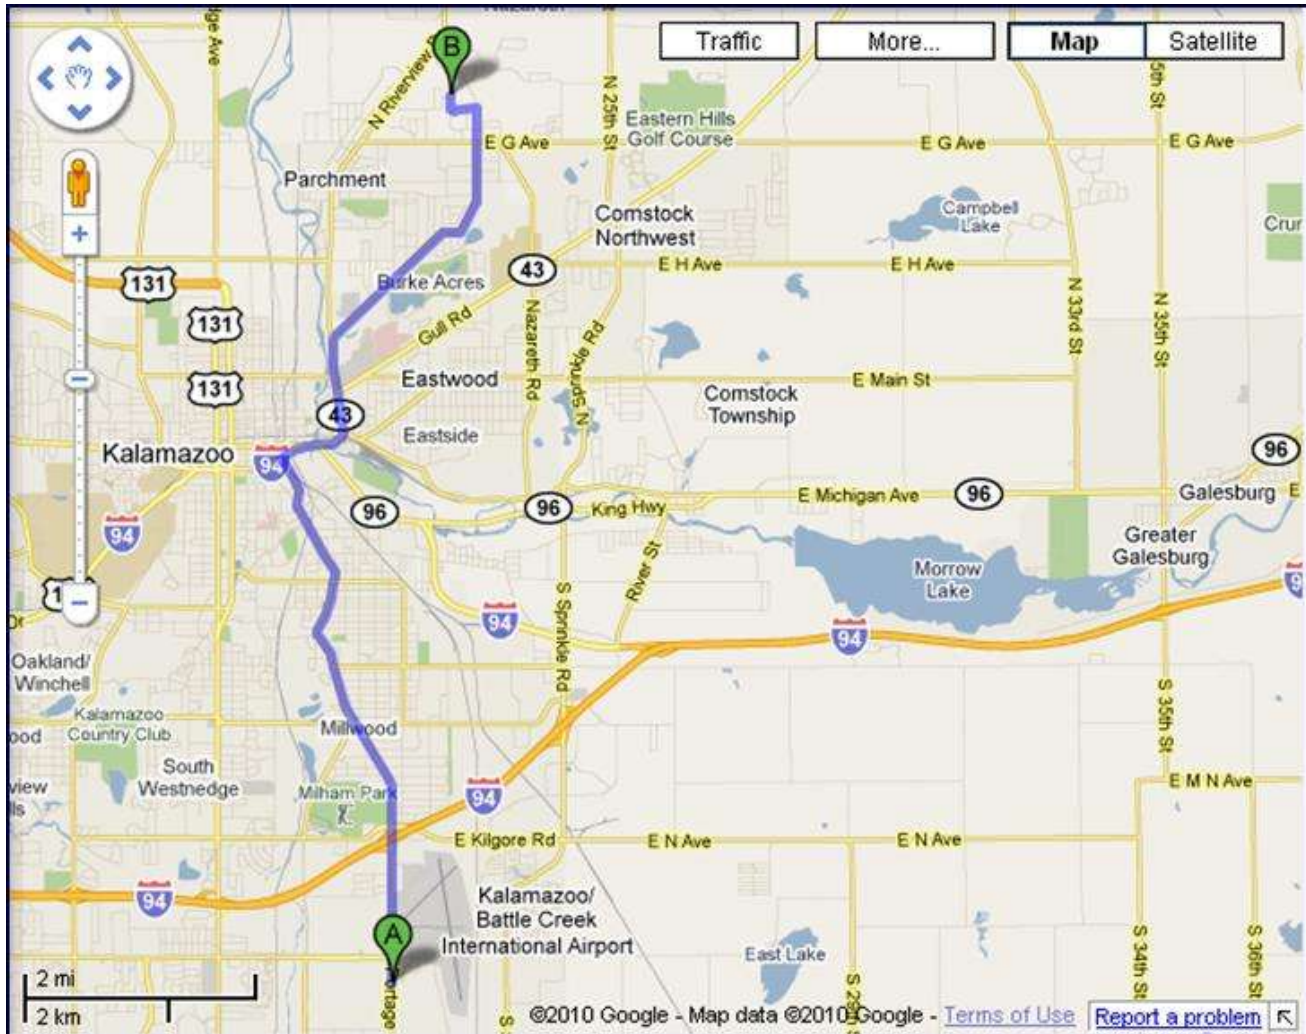 Nazareth
B
Traffic
More...
Map
Satellite
N 25th St
Eastern Hills
Golf Course
E G Ave
E G Ave
E G Ave
Parchment
Comstock
Northwest
Campbell
Lake
43
E H Ave
E H Ave
131
Burke Acres
131
Gull Rd
Nazareth Rd
N Sprinkle Rd
N 33rd St
N 35th St
131
Eastwood
E Main St
Comstock
Township
43
Eastside
Kalamazoo
94
96
94
96
96
King Hwy
E Michigan Ave
96
Galesburg
E
Greater
Galesburg
River St
Morrow
Lake
94
94
94
S Sprinkle Rd
Oakland/
Winchell
Kalamazoo
Country Club
Millwood
S 35th St
South
Westnedge
Milham Park
94
E M N Ave
E Kilgore Rd
E N Ave
E N Ave
94
Kalamazoo/
Battle Creek
International Airport
A
East Lake
S 34th St
S 36th St
2 mi
2 km
©2010 Google - Map data ©2010 Google - Terms of Use
Report a problem